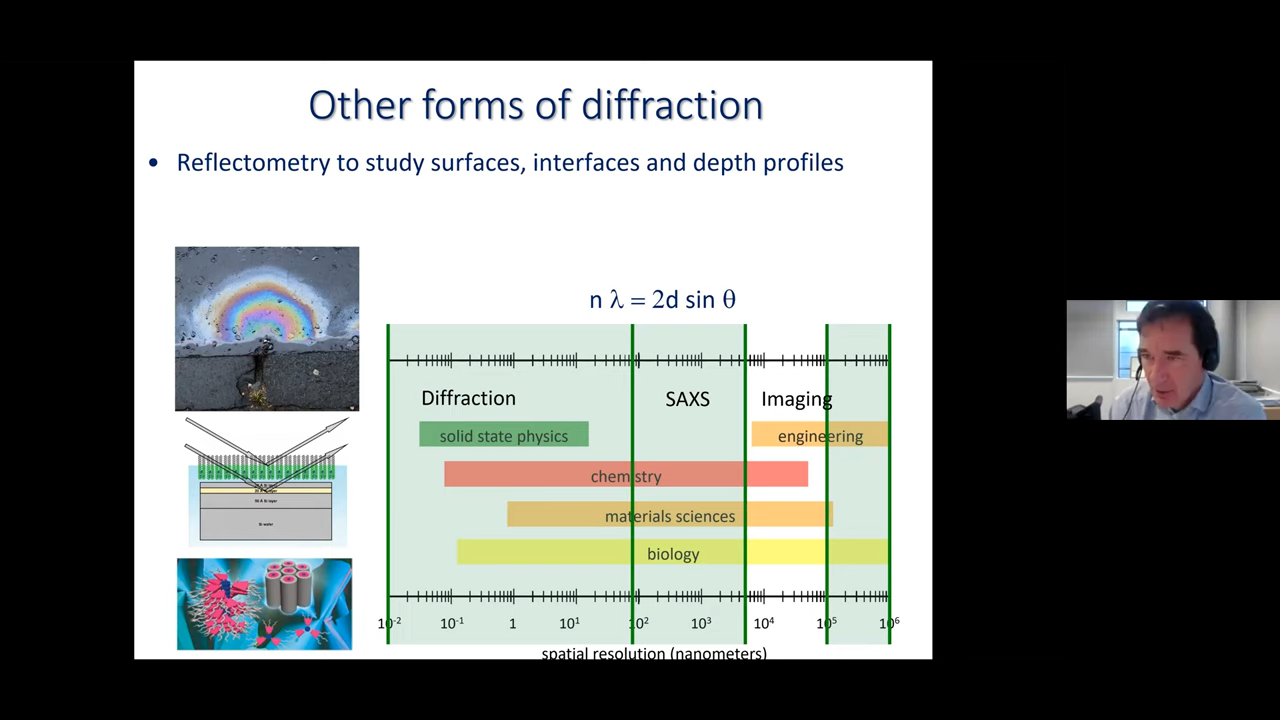 Other forms of diffraction
• Reflectometry to study surfaces, interfaces and depth profiles
n λ = 2d sin θ
Diffraction SAXS Imaging
solid state physics engineering
chemistry
materials sciences
biology
10-2 10-1 1 10¹ 10² 10³ 10⁴ 10⁵ 10⁶
spatial resolution (nanometers)